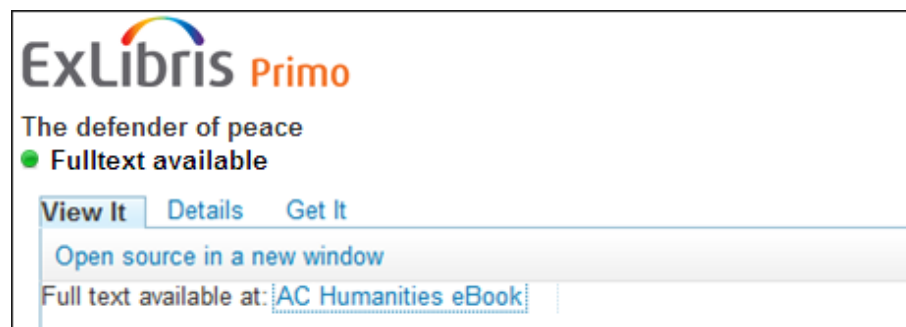 ExLibris Primo
The defender of peace
Fulltext available
View It Details Get It
Open source in a new window
Full text available at: AC Humanities eBook